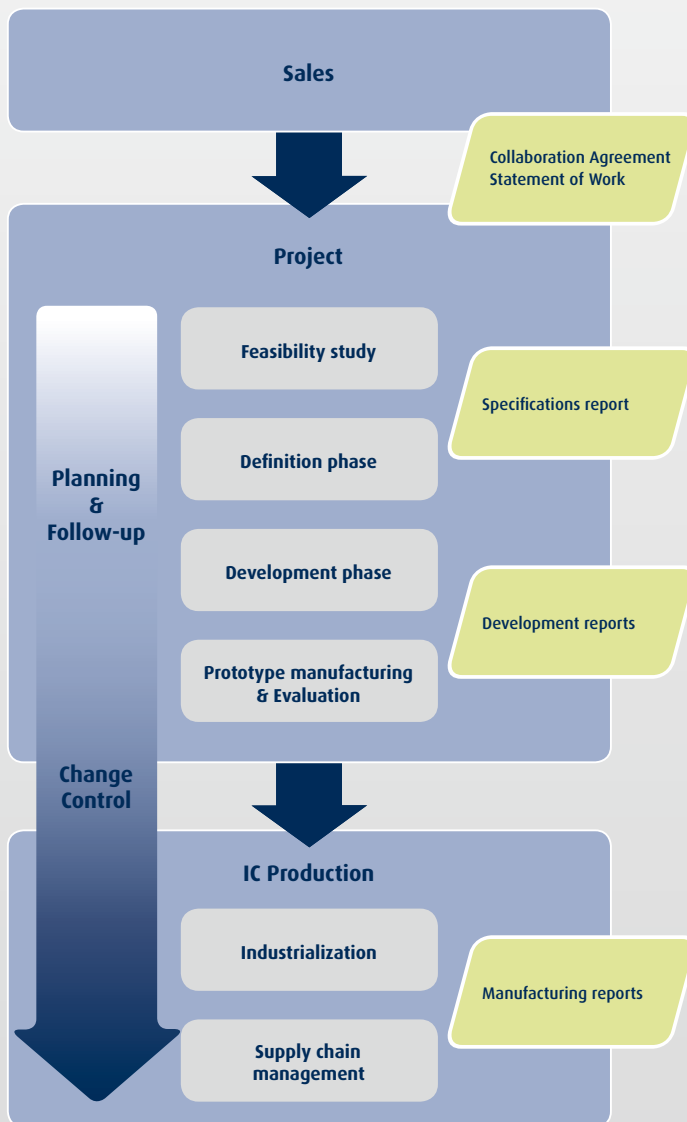 Sales
Collaboration Agreement
Statement of Work
Project
Feasibility study
Specifications report
Definition phase
Planning
&
Follow-up
Development phase
Development reports
Prototype manufacturing
& Evaluation
Change
Control
IC Production
Industrialization
Manufacturing reports
Supply chain
management